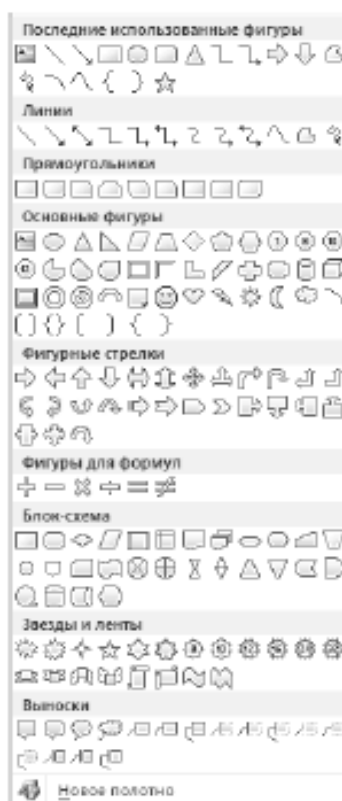 Последние использованные фигуры
Линии
Прямоугольники
Основные фигуры
Фигурные стрелки
Фигуры для формул
Блок-схема
Звезды и ленты
Выноски
Новое полотно